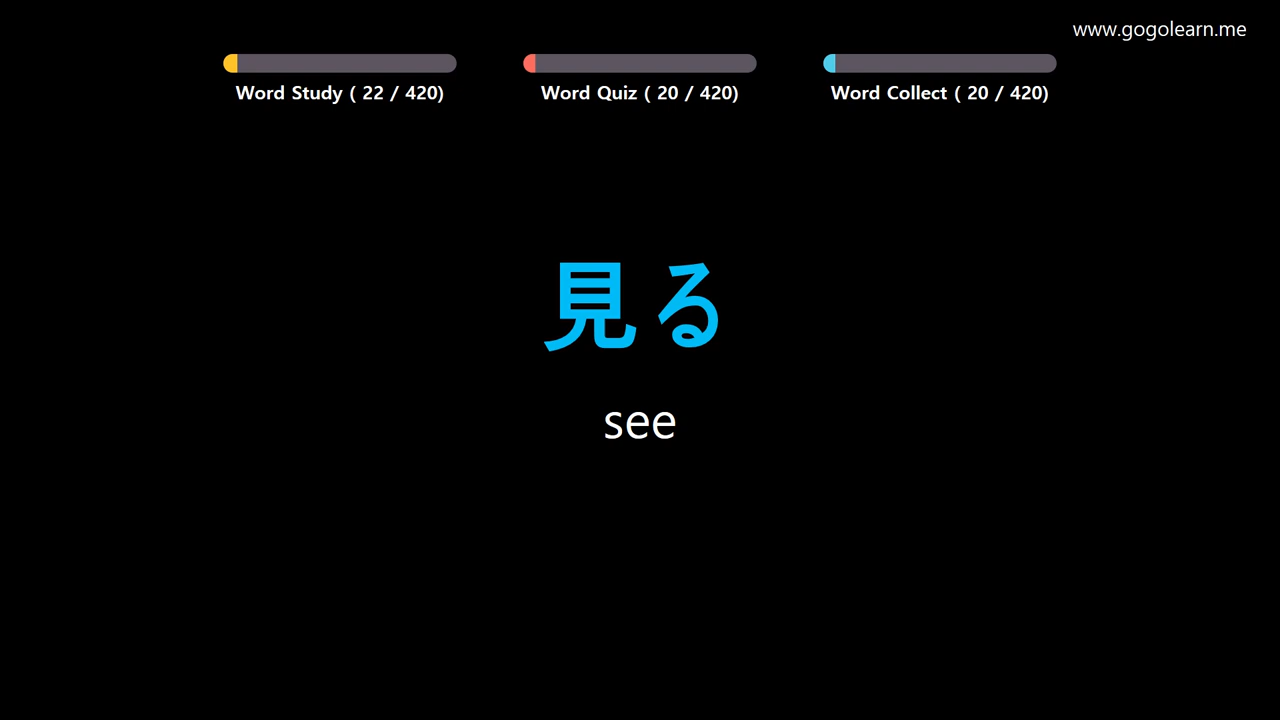 www.gogolearn.me
Word Study ( 22 / 420)
Word Quiz ( 20 / 420)
Word Collect ( 20 / 420)
見る
see